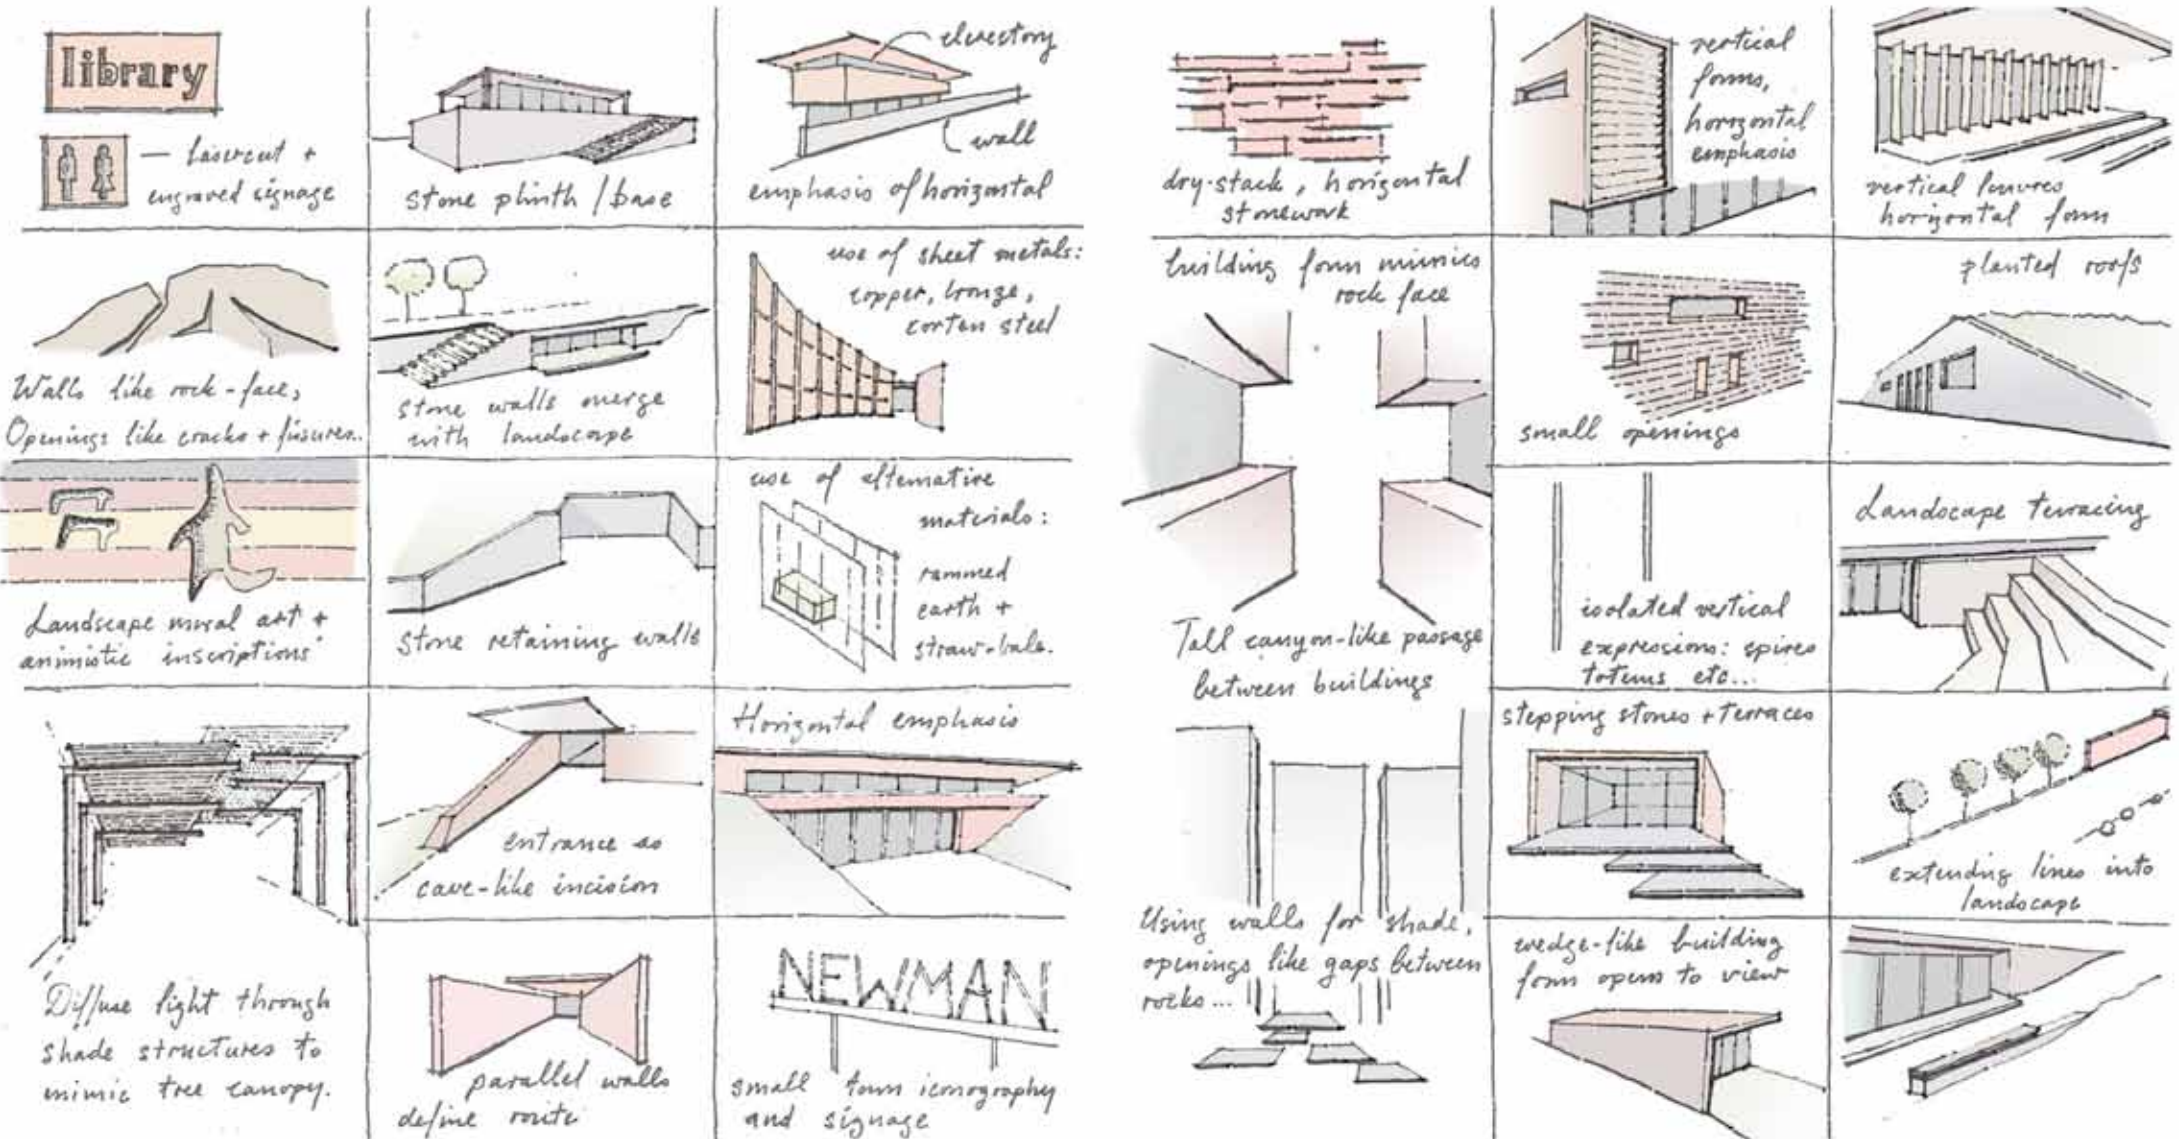 library
lasercut +
engraved signage
stone plinth / base
clerestory
wall
emphasis of horizontal
Walls like rock-face,
Openings like cracks + fissures..
stone walls merge
with landscape
use of sheet metals:
copper, bronze,
corten steel
Landscape mural art +
animistic inscriptions
stone retaining walls
use of alternative
materials:
rammed
earth +
straw-bale.
Diffuse light through
shade structures to
mimic tree canopy.
entrance as
cave-like incision
Horizontal emphasis
parallel walls
define route
NEWMAN
small town iconography
and signage
dry-stack, horizontal
stonework
vertical
forms,
horizontal
emphasis
vertical louvres
horizontal form
building form mimics
rock face
Tall canyon-like passage
between buildings
small openings
planted roofs
isolated vertical
expressions: spires
totems etc...
Landscape terracing
Using walls for shade,
openings like gaps between
rocks...
stepping stones + terraces
extending lines into
landscape
wedge-like building
form opens to view